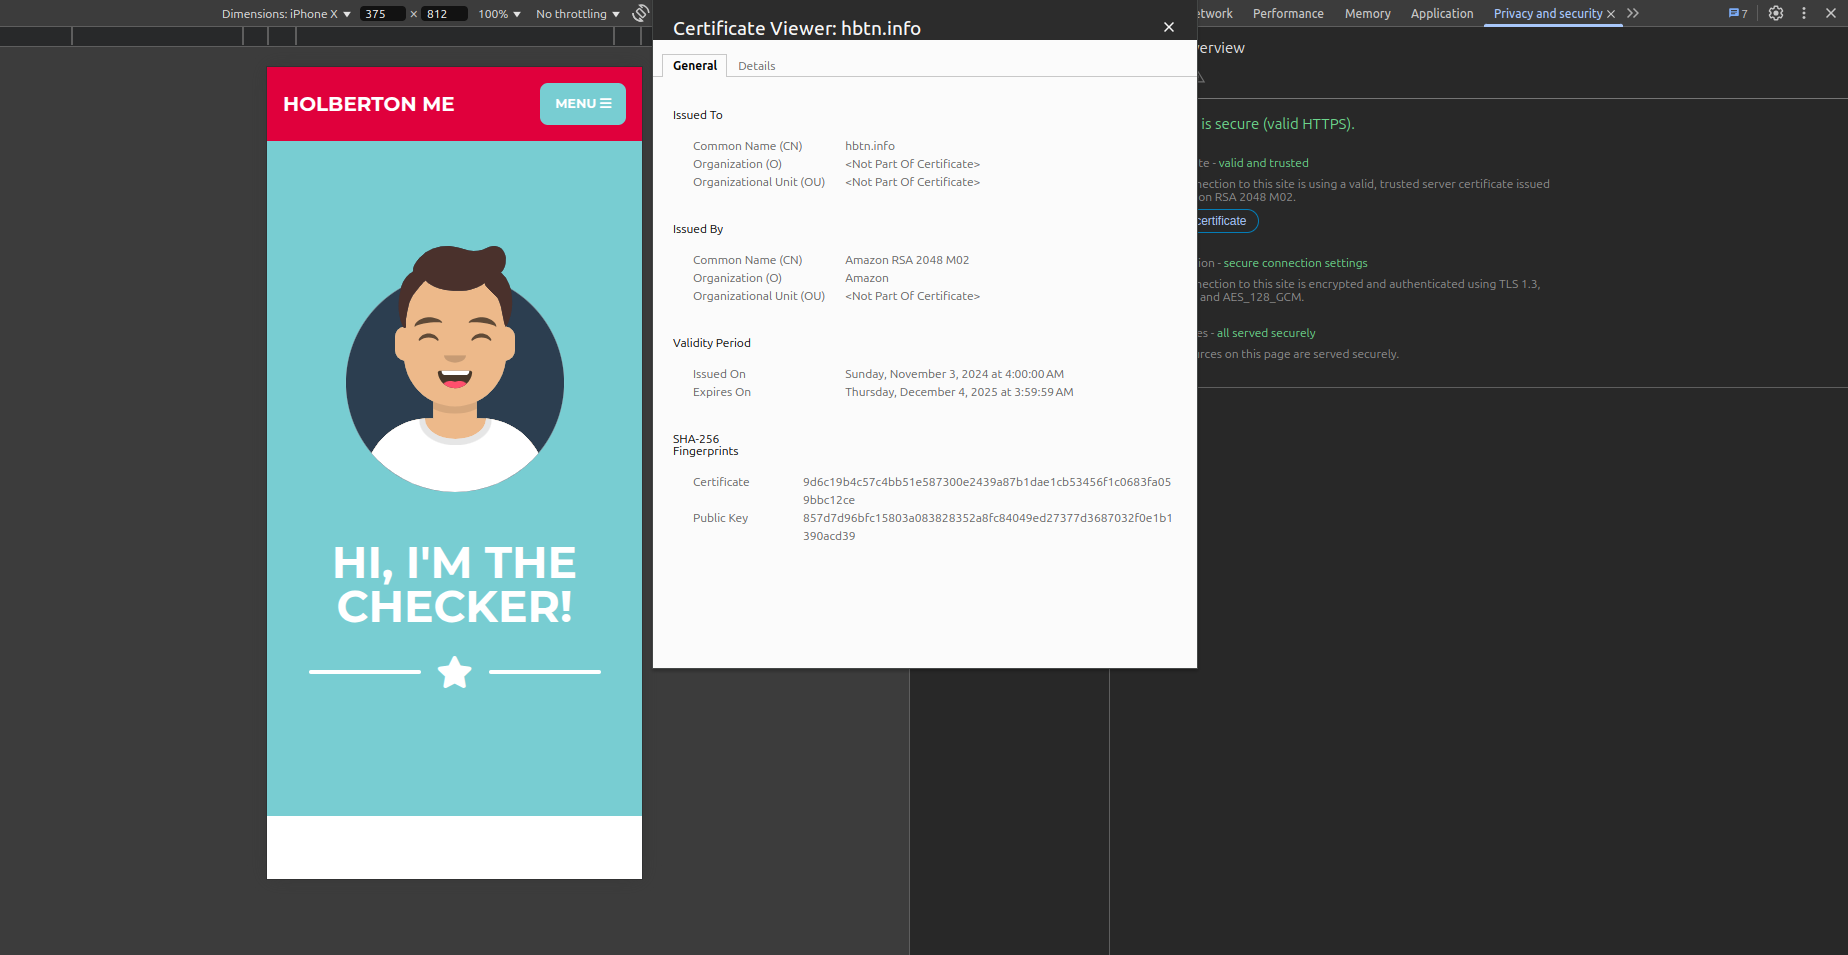 Dimensions: iPhone X 375 × 812 100% No throttling
HOLBERTON ME
MENU
HI, I'M THE
CHECKER!
Certificate Viewer: hbtn.info
General Details
Issued To
Common Name (CN) hbtn.info
Organization (O) <Not Part Of Certificate>
Organizational Unit (OU) <Not Part Of Certificate>
Issued By
Common Name (CN) Amazon RSA 2048 M02
Organization (O) Amazon
Organizational Unit (OU) <Not Part Of Certificate>
Validity Period
Issued On Sunday, November 3, 2024 at 4:00:00 AM
Expires On Thursday, December 4, 2025 at 3:59:59 AM
SHA-256
Fingerprints
Certificate 9d6c19b4c57c4bb51e587300e2439a87b1dae1cb53456f1c0683fa05
9bbc12ce
Public Key 857d7d96bfc15803a083828352a8fc84049ed27377d3687032f0e1b1
390acd39
etwork Performance Memory Application Privacy and security 7
verview
is secure (valid HTTPS).
te - valid and trusted
nection to this site is using a valid, trusted server certificate issued
on RSA 2048 M02.
certificate
ion - secure connection settings
nection to this site is encrypted and authenticated using TLS 1.3,
and AES_128_GCM.
es - all served securely
urces on this page are served securely.